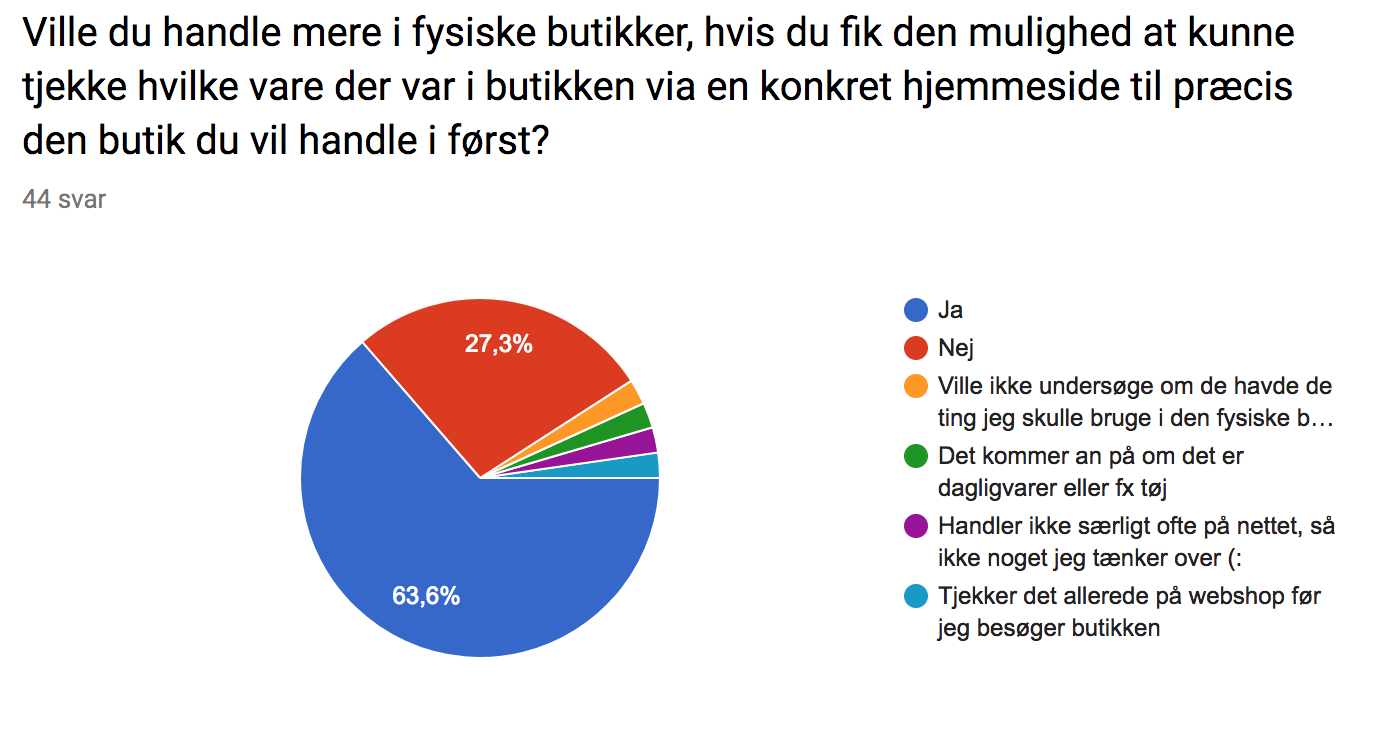 Ville du handle mere i fysiske butikker, hvis du fik den mulighed at kunne
tjekke hvilke vare der var i butikken via en konkret hjemmeside til præcis
den butik du vil handle i først?
44 svar
27,3%
63,6%
Ja
Nej
Ville ikke undersøge om de havde de
ting jeg skulle bruge i den fysiske b…
Det kommer an på om det er
dagligvarer eller fx tøj
Handler ikke særligt ofte på nettet, så
ikke noget jeg tænker over (:
Tjekker det allerede på webshop før
jeg besøger butikken